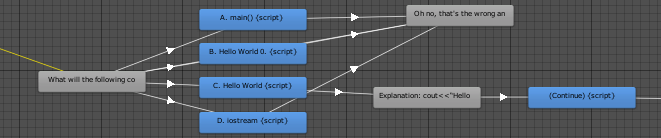 A. main() {script}
Oh no, that's the wrong an
B. Hello World 0. {script}
What will the following co
C. Hello World {script}
Explanation: cout<<"Hello
(Continue) {script}
D. iostream {script}